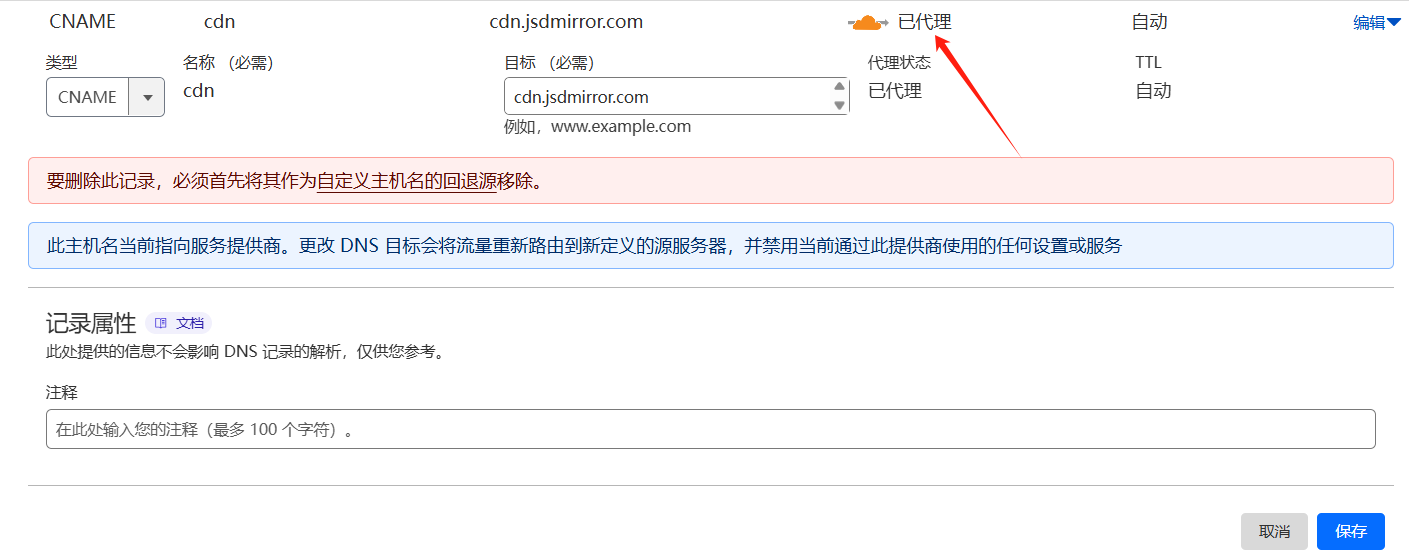 CNAME cdn cdn.jsdmirror.com 已代理 自动 编辑
类型 名称 （必需） 目标 （必需） 代理状态 TTL
CNAME cdn cdn.jsdmirror.com 已代理 自动
例如，www.example.com
要删除此记录，必须首先将其作为自定义主机名的回退源移除。
此主机名当前指向服务提供商。更改 DNS 目标会将流量重新路由到新定义的源服务器，并禁用当前通过此提供商使用的任何设置或服务
记录属性 文档
此处提供的信息不会影响 DNS 记录的解析，仅供您参考。
注释
在此处输入您的注释（最多 100 个字符）。
取消 保存